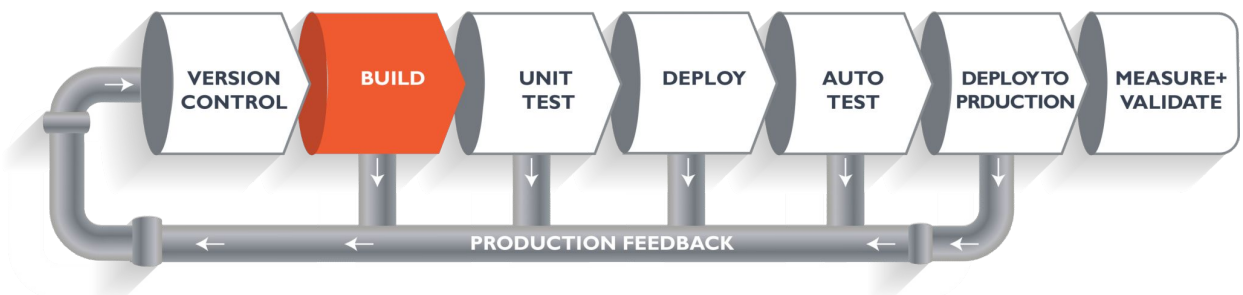 VERSION
CONTROL
BUILD
UNIT
TEST
DEPLOY
AUTO
TEST
DEPLOY TO
PRDUCTION
MEASURE+
VALIDATE
PRODUCTION FEEDBACK